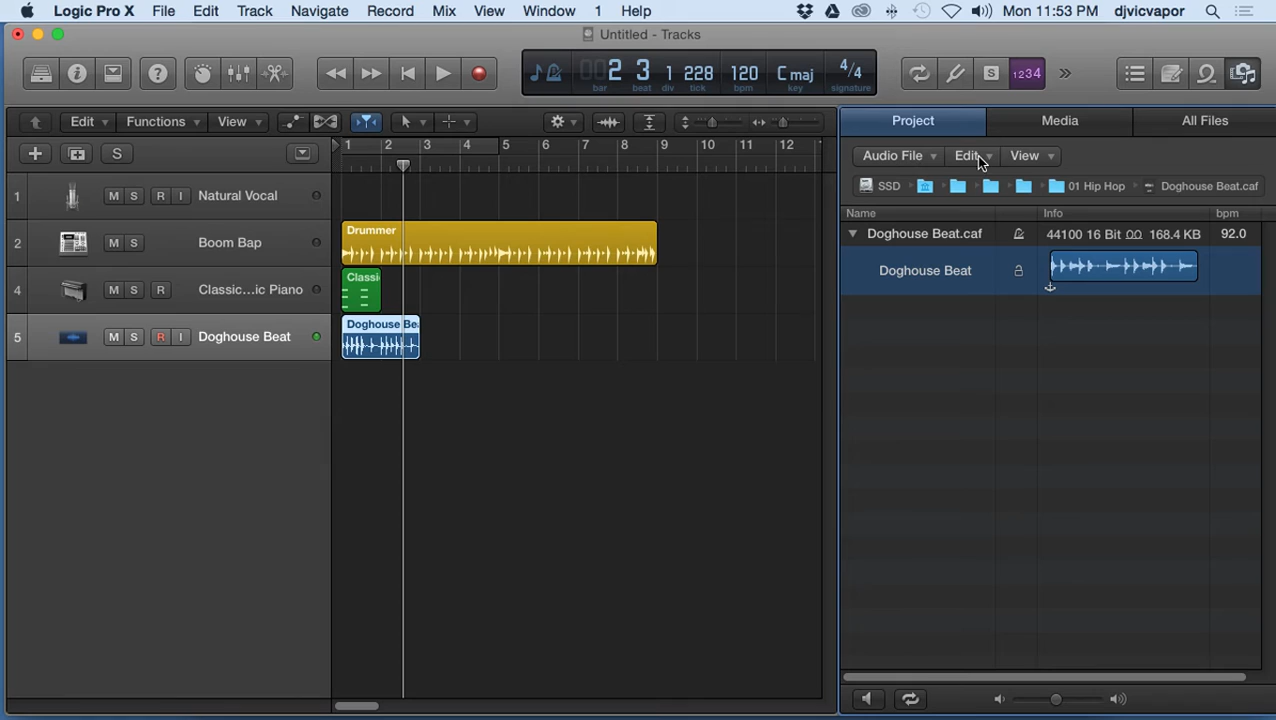 Logic Pro X File Edit Track Navigate Record Mix View Window 1 Help Mon 11:53 PM djvicvapor
Untitled - Tracks
00 2 3 1 228 120 C maj 4/4
bar beat div tick bpm key signature
S 1234
Edit Functions View
Project Media All Files
S
1 2 3 4 5 6 7 8 9 10 11 12
Audio File Edit View
SSD 01 Hip Hop Doghouse Beat.caf
Name Info bpm
1 M S R I Natural Vocal
2 M S Boom Bap
Drummer
Doghouse Beat.caf 44100 16 Bit 168.4 KB 92.0
Doghouse Beat
4 M S R Classic...ic Piano
Classi
5 M S R I Doghouse Beat
Doghouse Bea